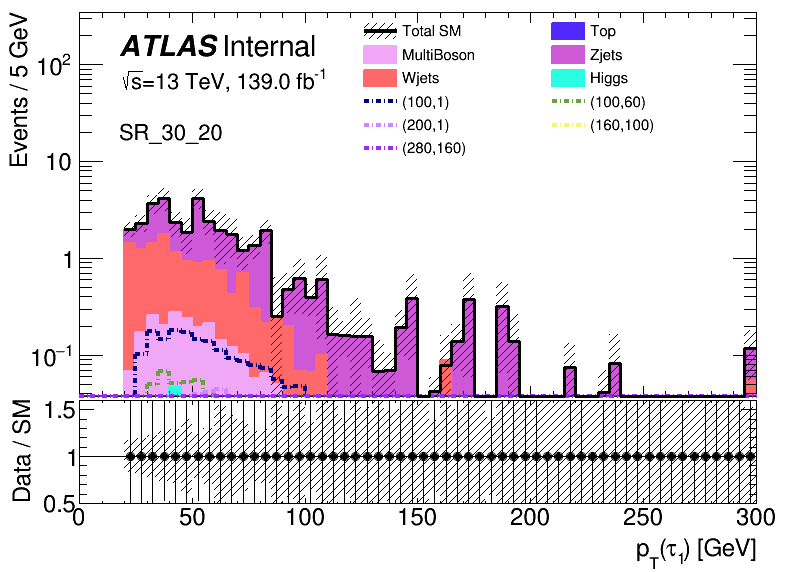 ATLAS Internal
√s=13 TeV, 139.0 fb⁻¹
SR_30_20
Total SM
MultiBoson
Wjets
(100,1)
(200,1)
(280,160)
Top
Zjets
Higgs
(100,60)
(160,100)
Events / 5 GeV
10²
10
1
10⁻¹
Data / SM
1.5
1
0.5
0 50 100 150 200 250 300
p_T(τ₁) [GeV]